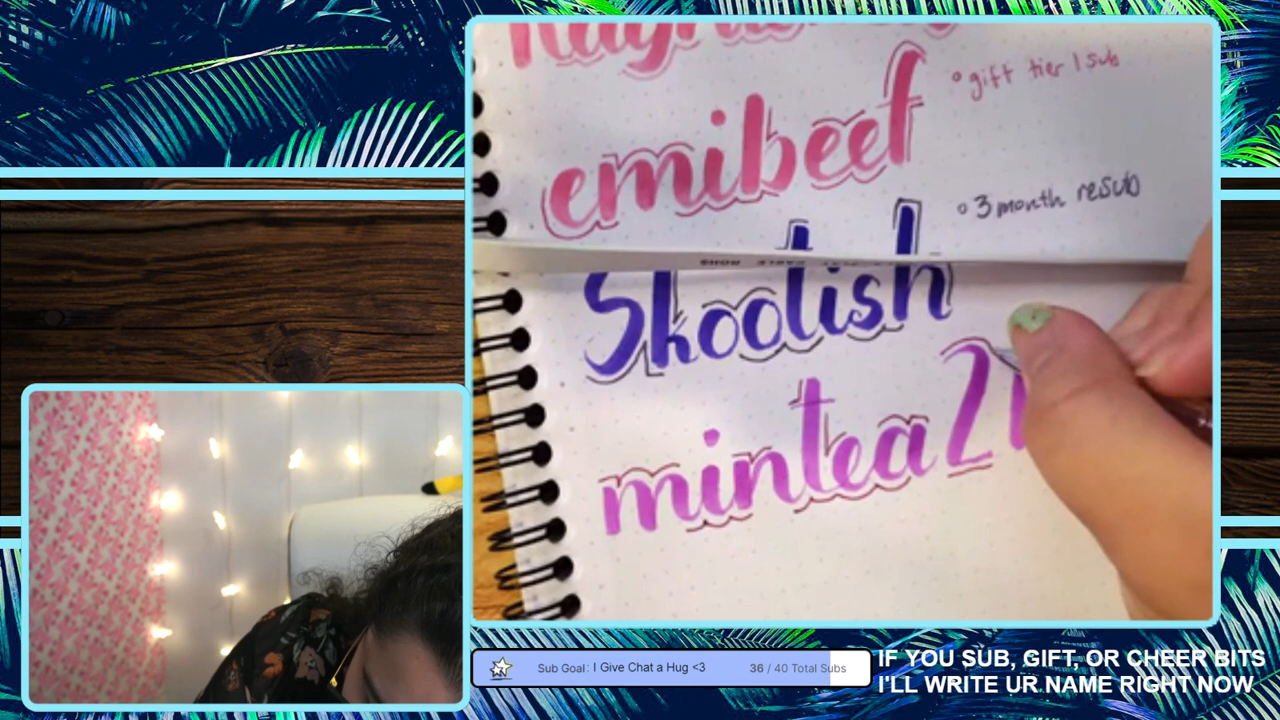 emibeef
°gift tier 1 sub
°3 month resub
Skoolish
mintea21
Sub Goal: I Give Chat a Hug <3
36 / 40 Total Subs
IF YOU SUB, GIFT, OR CHEER BITS
I'LL WRITE UR NAME RIGHT NOW